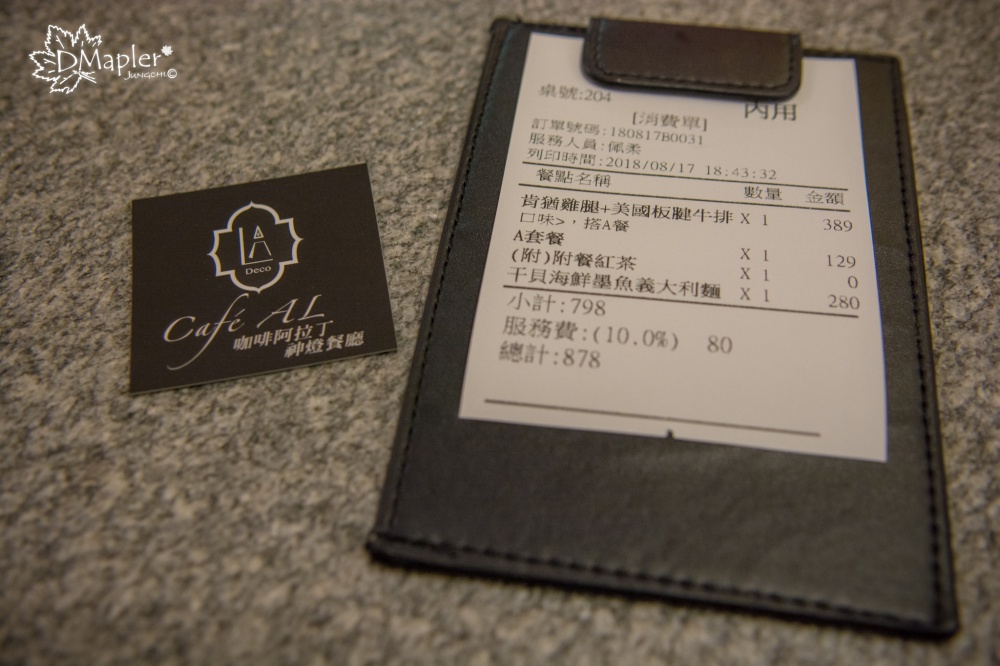 DMapler
JUNGCHI©
LA
Deco
Café AL
咖啡阿拉丁
神燈餐廳
桌號:204
內用
[消費單]
訂單號碼:180817B0031
服務人員:佩柔
列印時間:2018/08/17 18:43:32
餐點名稱 數量 金額
肯猶雞腿+美國板腱牛排 X 1 389
口味>，搭A餐
A套餐 X 1 129
(附)附餐紅茶 X 1 0
干貝海鮮墨魚義大利麵 X 1 280
小計:798
服務費:(10.0%) 80
總計:878